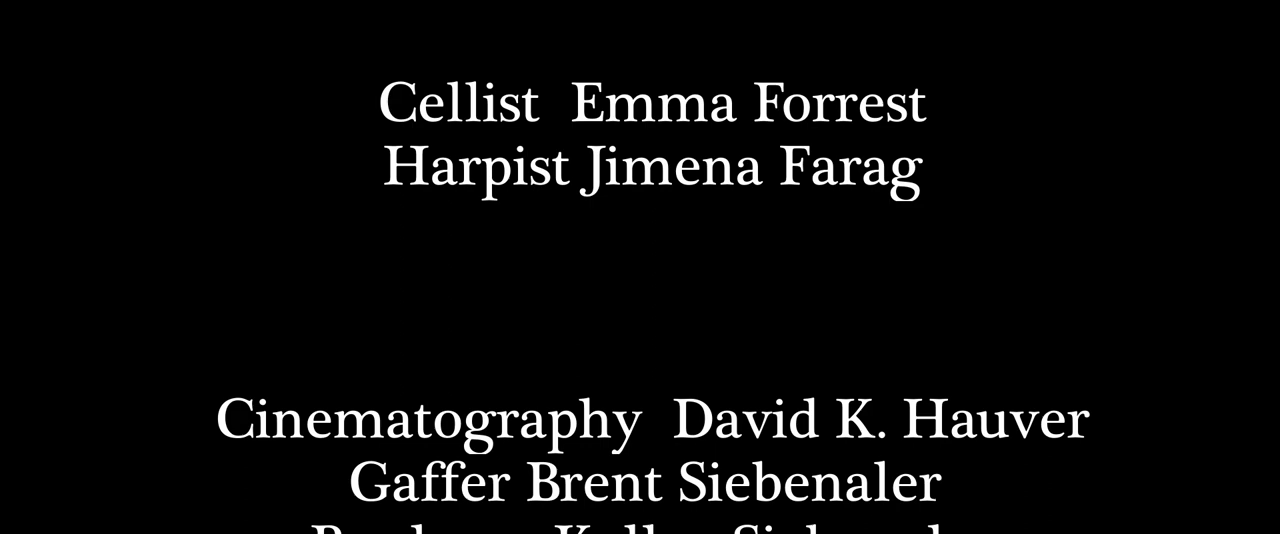 Cellist  Emma Forrest
Harpist Jimena Farag
Cinematography  David K. Hauver
Gaffer Brent Siebenaler